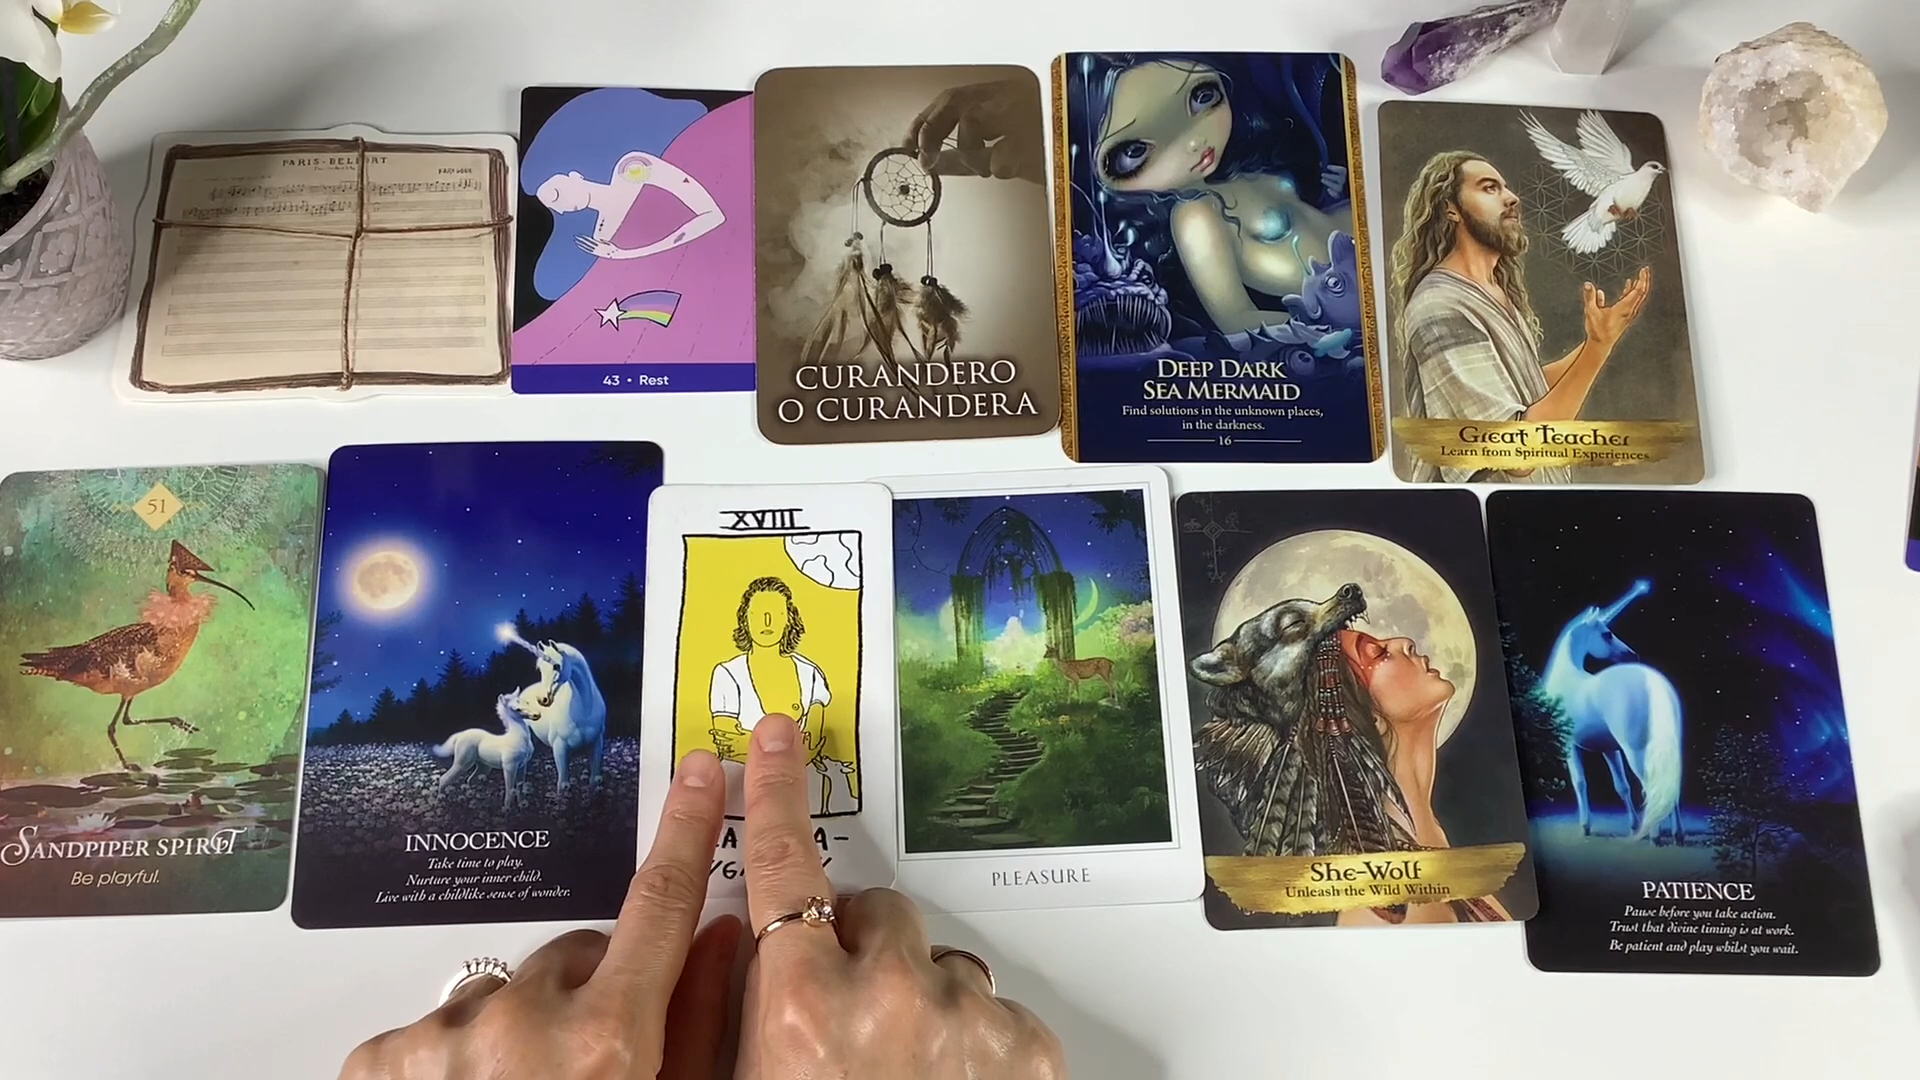 PARIS-BELFORT
43 • Rest
CURANDERO
O CURANDERA
DEEP DARK
SEA MERMAID
Find solutions in the unknown places,
in the darkness.
16
Great Teacher
Learn from Spiritual Experiences
51
SANDPIPER SPIRIT
Be playful.
INNOCENCE
Take time to play.
Nurture your inner child.
Live with a childlike sense of wonder.
XVIII
PLEASURE
She-Wolf
Unleash the Wild Within
PATIENCE
Pause before you take action.
Trust that divine timing is at work.
Be patient and play whilst you wait.